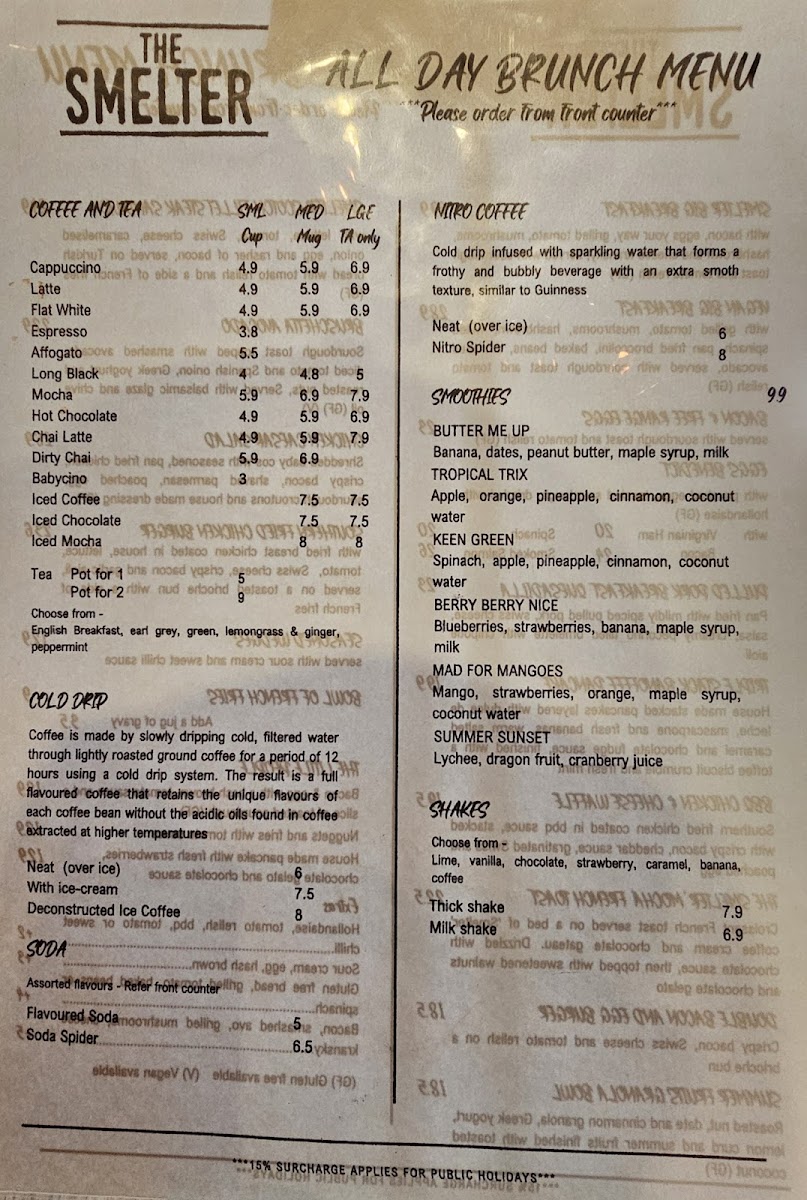 THE
SMELTER
ALL DAY BRUNCH MENU
***Please order from front counter***
COFFEE AND TEA SML MED LGE
Cup Mug TA only
Cappuccino 4.9 5.9 6.9
Latte 4.9 5.9 6.9
Flat White 4.9 5.9 6.9
Espresso 3.8
Affogato 5.5
Long Black 4 4.8 5
Mocha 5.9 6.9 7.9
Hot Chocolate 4.9 5.9 6.9
Chai Latte 4.9 5.9 7.9
Dirty Chai 5.9 6.9
Babycino 3
Iced Coffee 7.5 7.5
Iced Chocolate 7.5 7.5
Iced Mocha 8 8
Tea Pot for 1 5
Pot for 2 9
Choose from -
English Breakfast, earl grey, green, lemongrass & ginger,
peppermint
COLD DRIP
Coffee is made by slowly dripping cold, filtered water
through lightly roasted ground coffee for a period of 12
hours using a cold drip system. The result is a full
flavoured coffee that retains the unique flavours of
each coffee bean without the acidic oils found in coffee
extracted at higher temperatures
Neat (over ice) 6
With ice-cream 7.5
Deconstructed Ice Coffee 8
SODA
Assorted flavours - Refer front counter
Flavoured Soda 5
Soda Spider 6.5
NITRO COFFEE
Cold drip infused with sparkling water that forms a
frothy and bubbly beverage with an extra smoth
texture, similar to Guinness
Neat (over ice) 6
Nitro Spider 8
SMOOTHIES 9.9
BUTTER ME UP
Banana, dates, peanut butter, maple syrup, milk
TROPICAL TRIX
Apple, orange, pineapple, cinnamon, coconut
water
KEEN GREEN
Spinach, apple, pineapple, cinnamon, coconut
water
BERRY BERRY NICE
Blueberries, strawberries, banana, maple syrup,
milk
MAD FOR MANGOES
Mango, strawberries, orange, maple syrup,
coconut water
SUMMER SUNSET
Lychee, dragon fruit, cranberry juice
SHAKES
Choose from -
Lime, vanilla, chocolate, strawberry, caramel, banana,
coffee
Thick shake 7.9
Milk shake 6.9
***15% SURCHARGE APPLIES FOR PUBLIC HOLIDAYS***